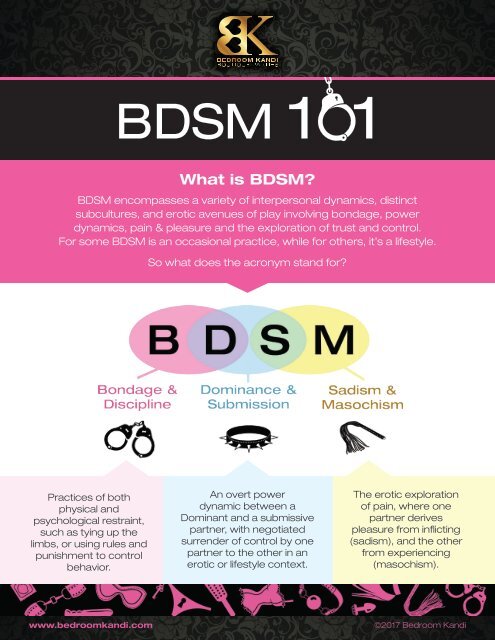 BK
BEDROOM KANDI
BOUTIQUE PARTIES
BDSM 101
What is BDSM?
BDSM encompasses a variety of interpersonal dynamics, distinct
subcultures, and erotic avenues of play involving bondage, power
dynamics, pain & pleasure and the exploration of trust and control.
For some BDSM is an occasional practice, while for others, it's a lifestyle.
So what does the acronym stand for?
B D S M
Bondage &
Discipline
Dominance &
Submission
Sadism &
Masochism
Practices of both
physical and
psychological restraint,
such as tying up the
limbs, or using rules and
punishment to control
behavior.
An overt power
dynamic between a
Dominant and a submissive
partner, with negotiated
surrender of control by one
partner to the other in an
erotic or lifestyle context.
The erotic exploration
of pain, where one
partner derives
pleasure from inflicting
(sadism), and the other
from experiencing
(masochism).
www.bedroomkandi.com
©2017 Bedroom Kandi